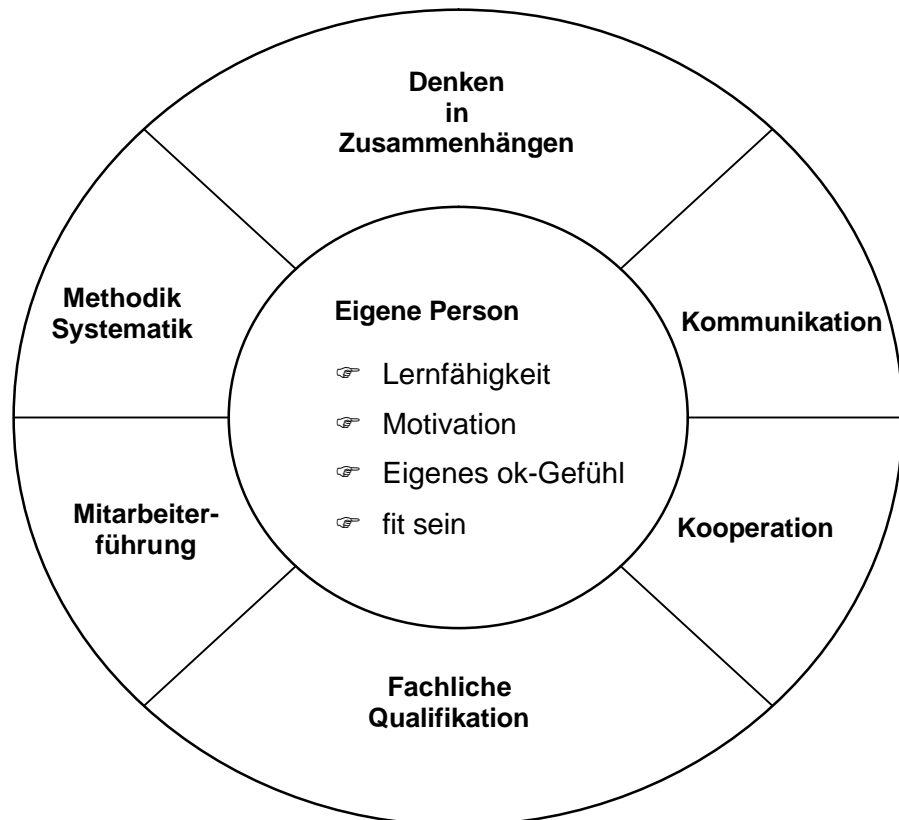 Denken
in
Zusammenhängen
Methodik
Systematik
Eigene Person
☞ Lernfähigkeit
☞ Motivation
☞ Eigenes ok-Gefühl
☞ fit sein
Kommunikation
Mitarbeiter-
führung
Kooperation
Fachliche
Qualifikation